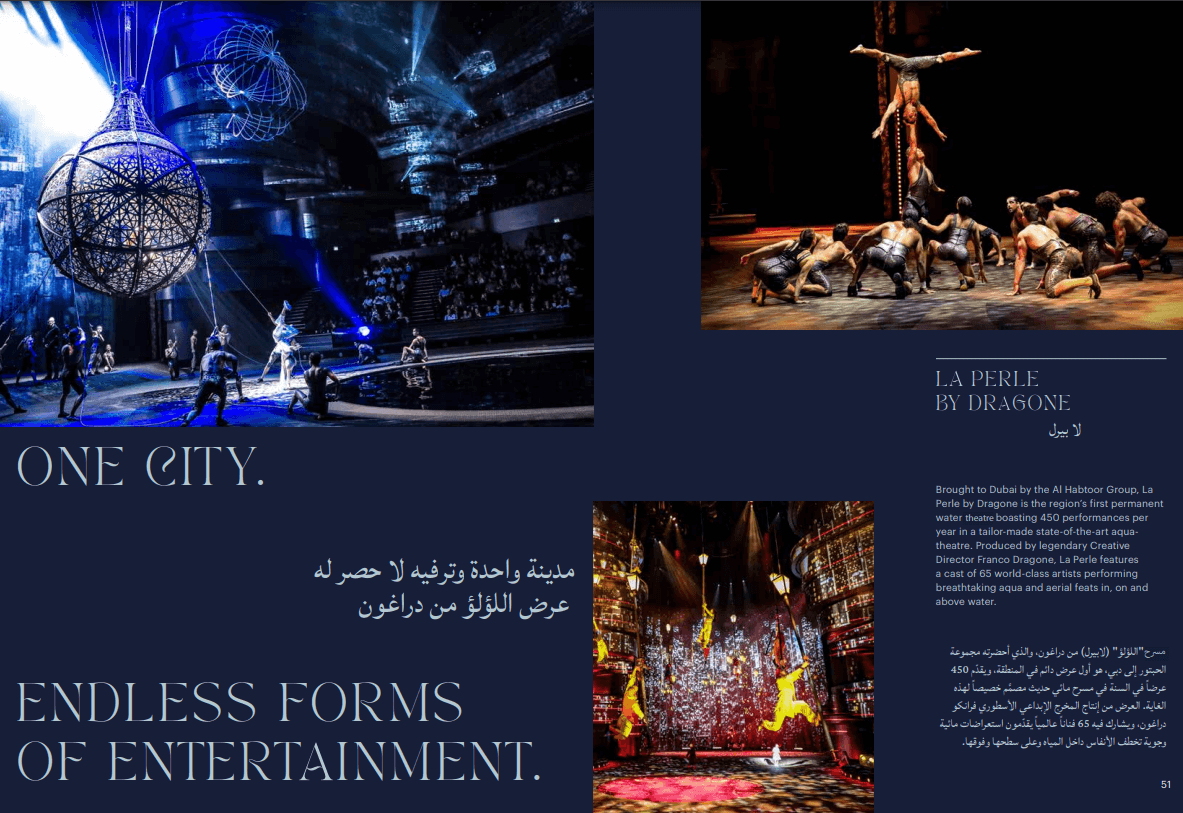 ONE CITY.
مدينة واحدة وترفيه لا حصر له
عرض اللؤلؤ من دراغون
ENDLESS FORMS
OF ENTERTAINMENT.
LA PERLE
BY DRAGONE
لا بيرل
Brought to Dubai by the Al Habtoor Group, La
Perle by Dragone is the region's first permanent
water theatre boasting 450 performances per
year in a tailor-made state-of-the-art aqua-
theatre. Produced by legendary Creative
Director Franco Dragone, La Perle features
a cast of 65 world-class artists performing
breathtaking aqua and aerial feats in, on and
above water.
مسرح"اللؤلؤ" (لابيرل) من دراغون، والذي أحضرته مجموعة
الحبتور إلى دبي، هو أول عرض دائم في المنطقة، ويقدّم 450
عرضاً في السنة في مسرح مائي حديث مصمّم خصيصاً لهذه
الغاية. العرض من إنتاج المخرج الإبداعي الأسطوري فرانكو
دراغون، ويشارك فيه 65 فناناً عالمياً يقدّمون استعراضات مائية
وجوية تخطف الأنفاس داخل المياه وعلى سطحها وفوقها.
51